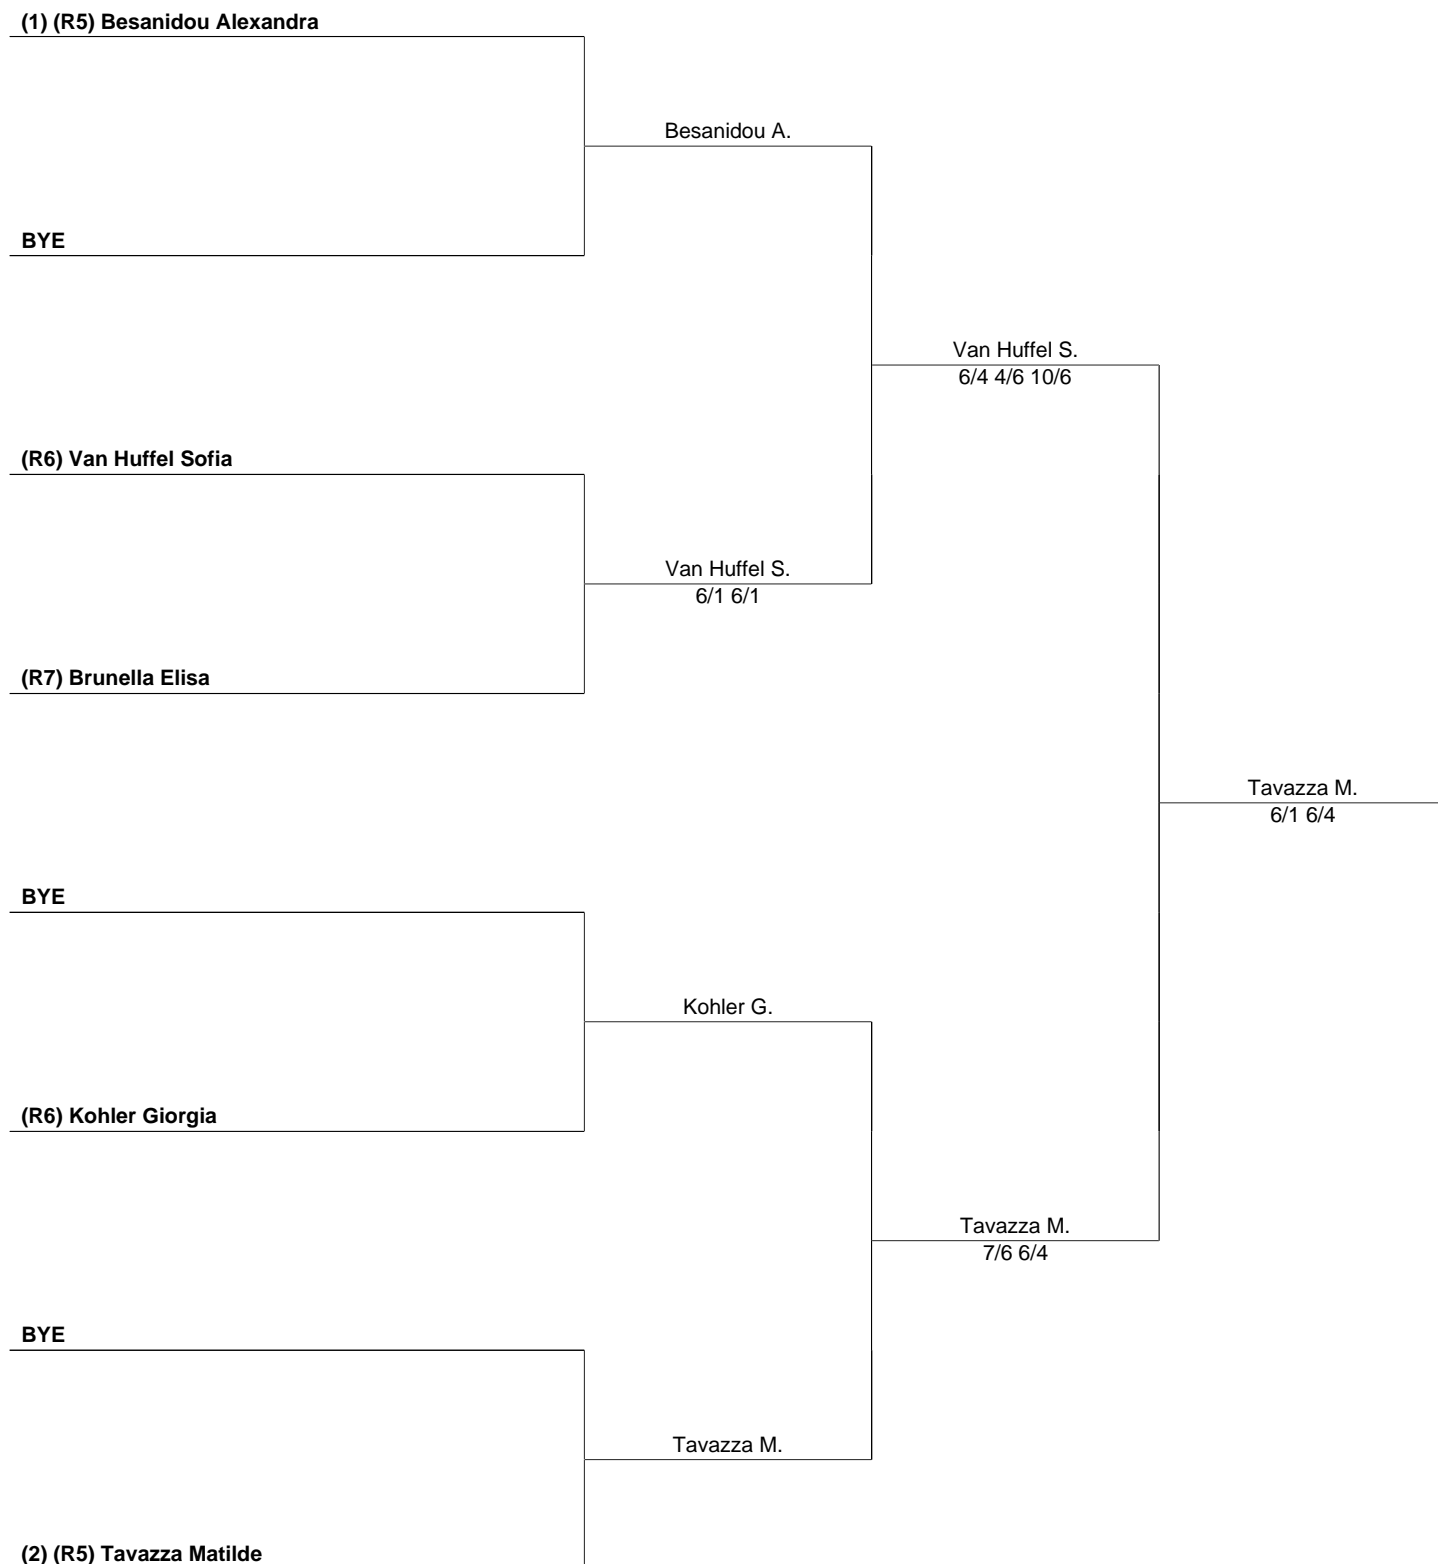 (1) (R5) Besanidou Alexandra
Besanidou A.
BYE
Van Huffel S.
6/4 4/6 10/6
(R6) Van Huffel Sofia
Van Huffel S.
6/1 6/1
(R7) Brunella Elisa
Tavazza M.
6/1 6/4
BYE
Kohler G.
(R6) Kohler Giorgia
Tavazza M.
7/6 6/4
BYE
Tavazza M.
(2) (R5) Tavazza Matilde